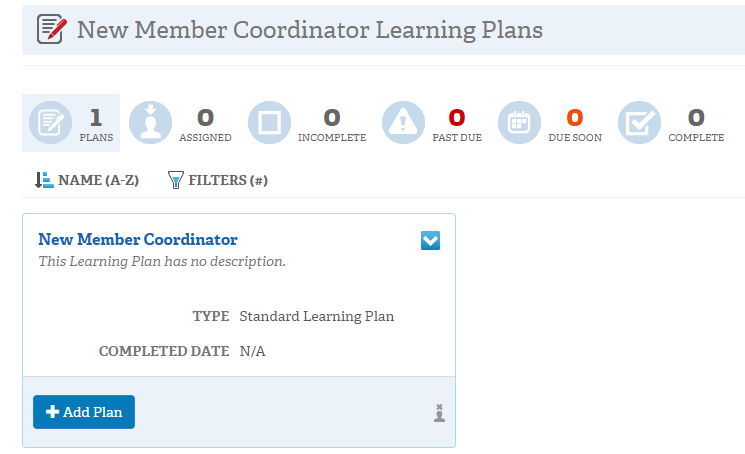 New Member Coordinator Learning Plans
1 PLANS
0 ASSIGNED
0 INCOMPLETE
0 PAST DUE
0 DUE SOON
0 COMPLETE
NAME (A-Z) FILTERS (#)
New Member Coordinator
This Learning Plan has no description.
TYPE Standard Learning Plan
COMPLETED DATE N/A
Add Plan